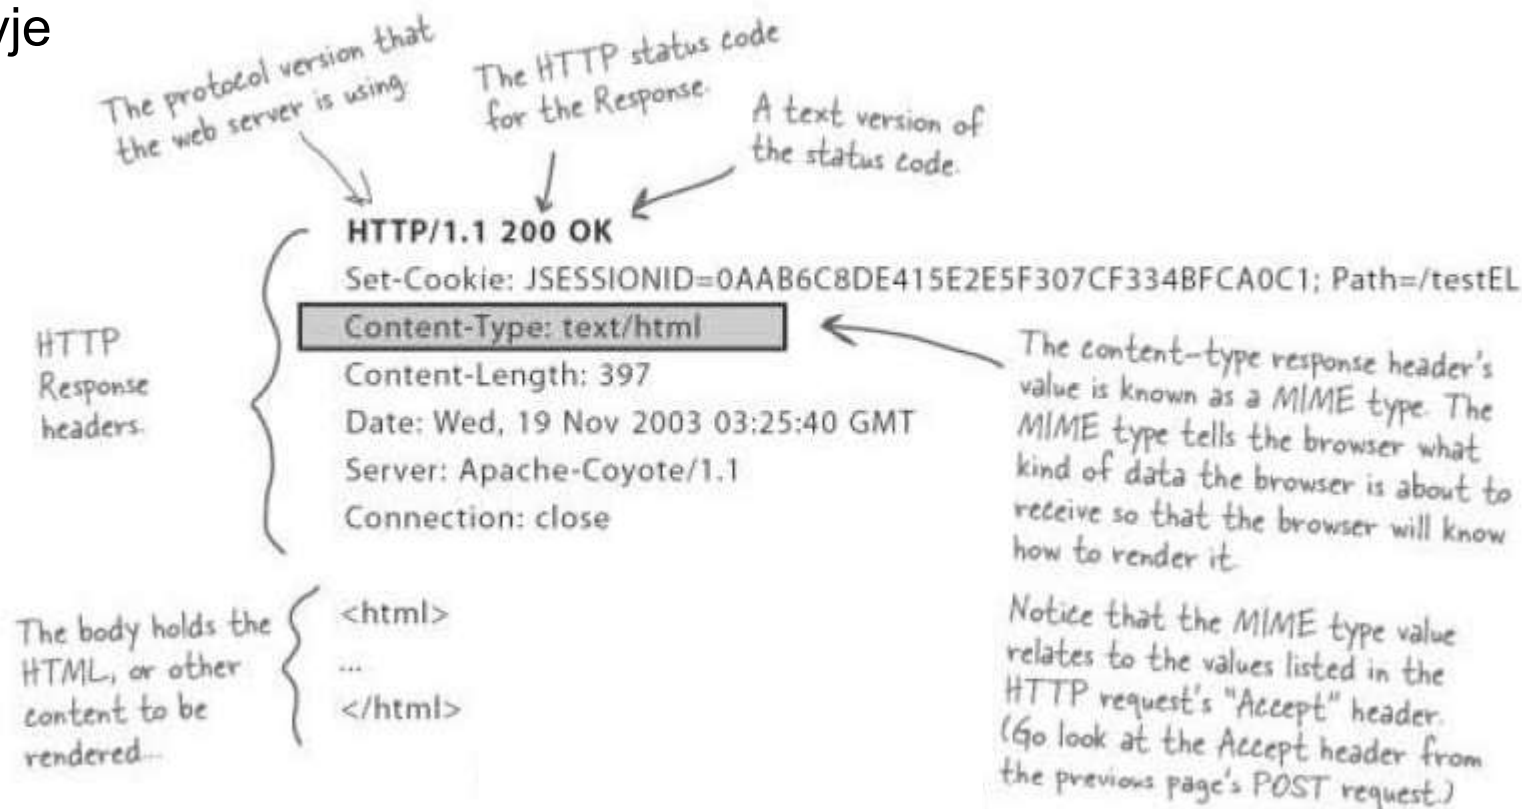 vje
The protocol version that
the web server is using.
The HTTP status code
for the Response.
A text version of
the status code.
HTTP/1.1 200 OK
Set-Cookie: JSESSIONID=0AAB6C8DE415E2E5F307CF334BFCA0C1; Path=/testEL
Content-Type: text/html
Content-Length: 397
Date: Wed, 19 Nov 2003 03:25:40 GMT
Server: Apache-Coyote/1.1
Connection: close
HTTP
Response
headers.
The content-type response header's
value is known as a MIME type. The
MIME type tells the browser what
kind of data the browser is about to
receive so that the browser will know
how to render it.
Notice that the MIME type value
relates to the values listed in the
HTTP request's "Accept" header.
(Go look at the Accept header from
the previous page's POST request.)
The body holds the
HTML, or other
content to be
rendered...
<html>
...
</html>